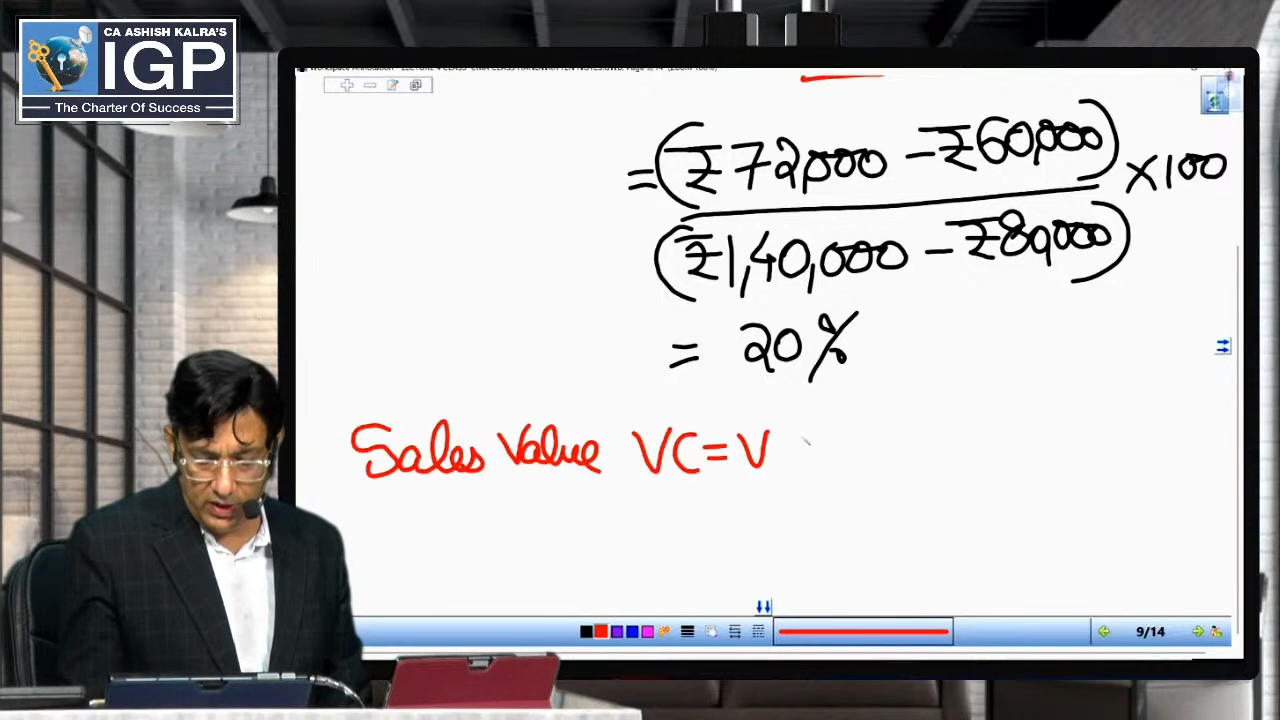 CA ASHISH KALRA'S
IGP
The Charter Of Success
= (₹72,000 - ₹60,000) × 100
(₹1,40,000 - ₹80,000)
= 20%
Sales Value VC = V
9/14